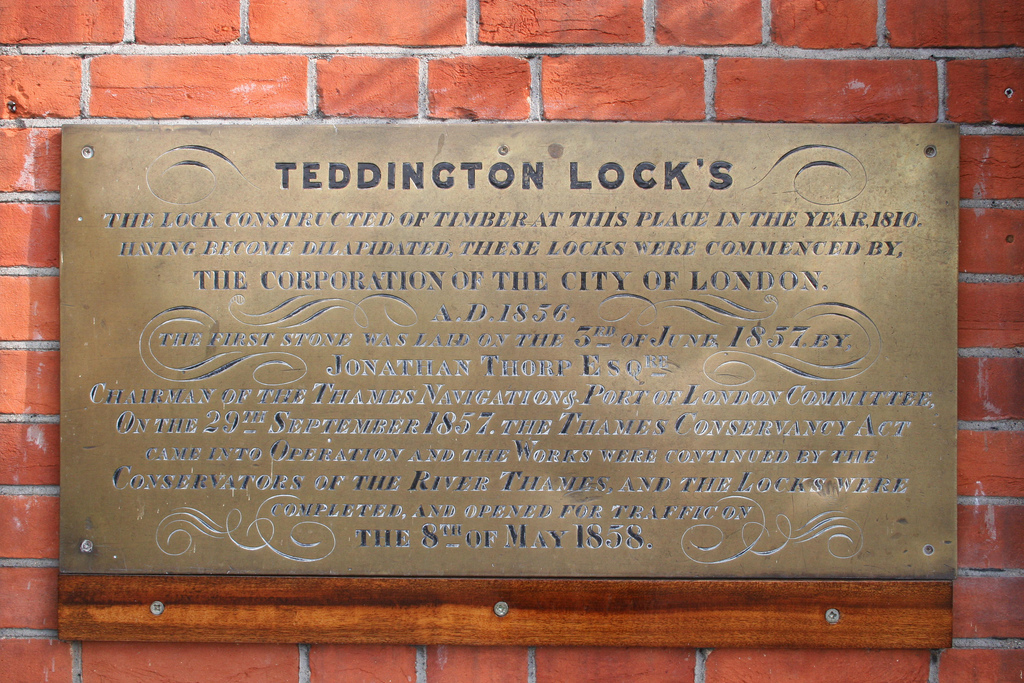 TEDDINGTON LOCK'S
THE LOCK CONSTRUCTED OF TIMBER AT THIS PLACE IN THE YEAR, 1810.
HAVING BECOME DILAPIDATED, THESE LOCKS WERE COMMENCED BY,
THE CORPORATION OF THE CITY OF LONDON.
A.D. 1856.
THE FIRST STONE WAS LAID ON THE 3RD OF JUNE, 1857. BY,
JONATHAN THORP ESQRE
CHAIRMAN OF THE THAMES NAVIGATION & PORT OF LONDON COMMITTEE,
ON THE 29TH SEPTEMBER 1857. THE THAMES CONSERVANCY ACT
CAME INTO OPERATION AND THE WORKS WERE CONTINUED BY THE
CONSERVATORS OF THE RIVER THAMES, AND THE LOCKS WERE
COMPLETED, AND OPENED FOR TRAFFIC ON
THE 8TH OF MAY 1858.